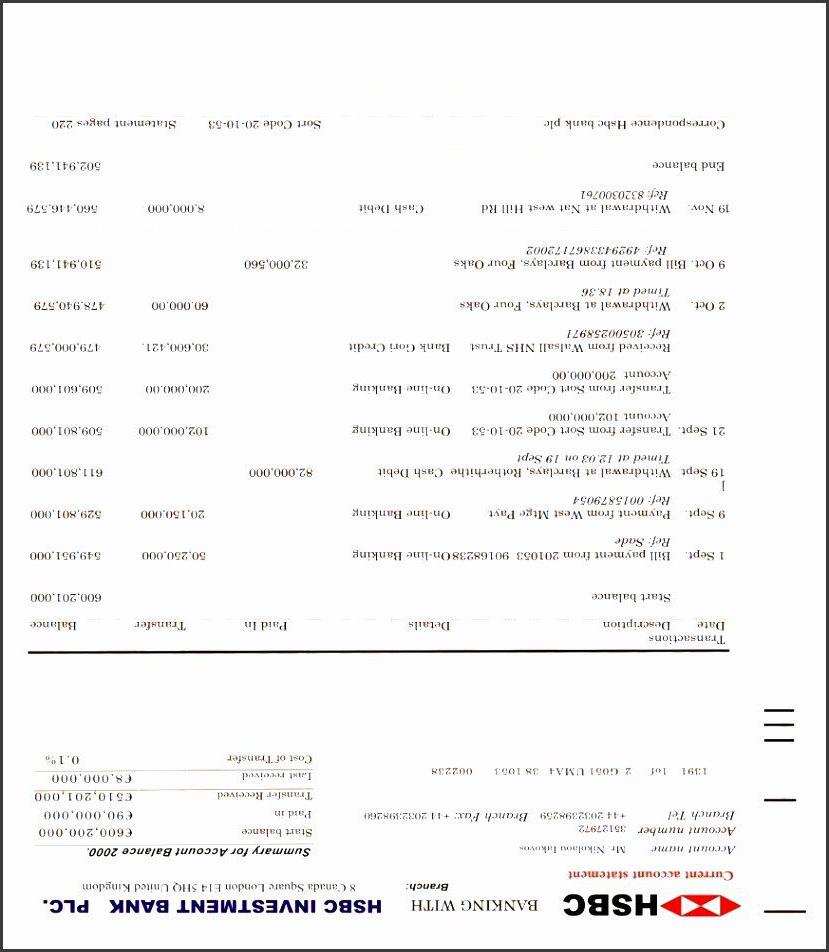 HSBC BANKING WITH HSBC INVESTMENT BANK PLC.
Branch: 8 Canada Square London E14 5HQ United Kingdom
Current account statement
Account name Mr Nikolaou Iakovos
Account number 35127972
Branch Tel +44 2032398259 Branch Fax: +44 2032398260
1391 1of 2 G051 UMA4 38 1053 002238
Summary for Account Balance 2000.
Start balance €600,200,000
Paid in €90,000,000
Transfer Received €510,201,000
Last received €8,000,000
Cost of Transfer 0.1%
Transactions
Date Description Details Paid in Transfer Balance
Start balance 600,201,000
1 Sept Bill payment from 201053 90168238 On-line Banking 50,250,000 549,951,000
Ref: Sade
9 Sept Payment from West Mtge Payt On-line Banking 20,150,000 529,801,000
Ref: 0015879054
]
19 Sept Withdrawal at Barclays, Rotherhithe Cash Debit 82,000,000 611,801,000
Timed at 12.03 on 19 Sept
21 Sept. Transfer from Sort Code 20-10-53 On-line Banking 102,000,000 509,801,000
Account 102,000,000
Transfer from Sort Code 20-10-53 On-line Banking 200,000.00 509,601,000
Account 200,000.00
Received from Walsall NHS Trust Bank Gori Credit 30,600,421. 479,000,579
Ref: 30500258971
2 Oct. Withdrawal at Barclays, Four Oaks 60,000.00 478,940,579
Timed at 18.36
9 Oct. Bill payment from Barclays, Four Oaks 32,000,560 510,941,139
Ref: 4929433867172002
19 Nov. Withdrawal at Nat west Hill Rd Cash Debit 8,000,000 560,446,579
Ref: 8320300761
End balance 502,941,139
Correspondence Hsbc bank plc Sort Code 20-10-53 Statement pages 220